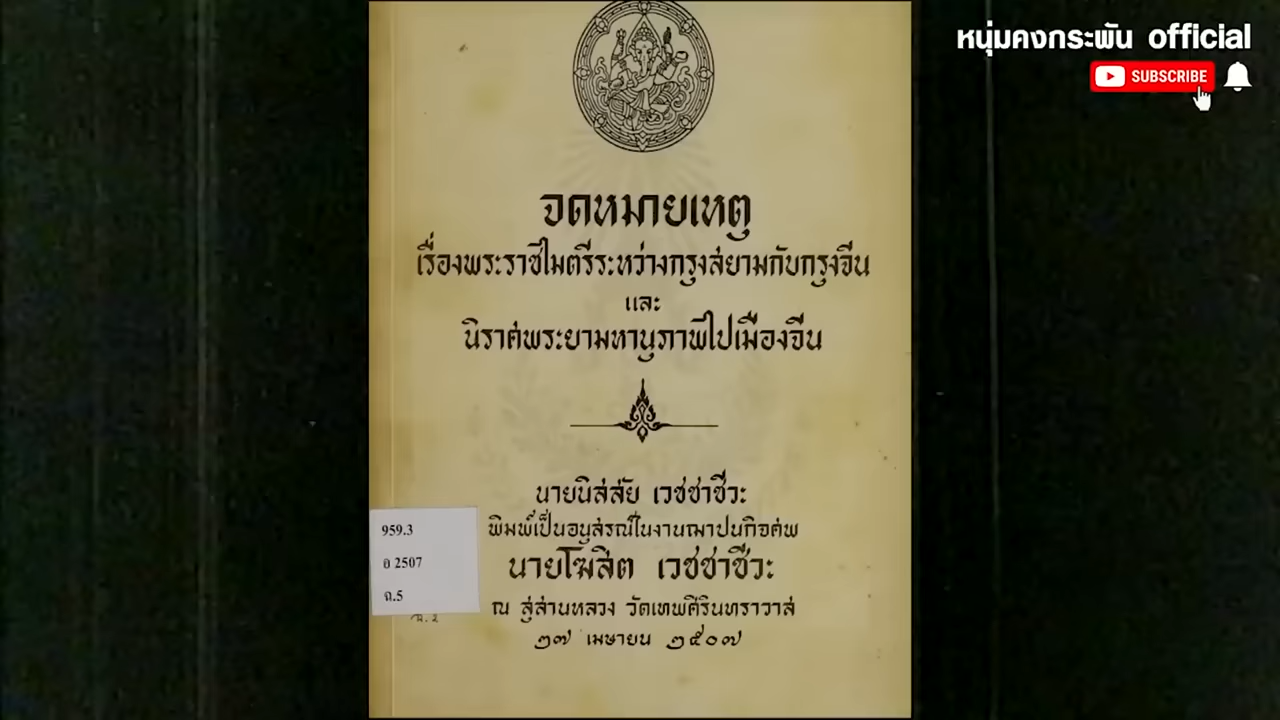 หนุ่มคงกระพัน official
SUBSCRIBE
จดหมายเหตุ
เรื่องพระราชไมตรีระหว่างกรุงสยามกับกรุงจีน
และ
นิราศพระยามหานุภาพไปเมืองจีน
นายนิสสัย เวชชาชีวะ
พิมพ์เป็นอนุสรณ์ในงานฌาปนกิจศพ
นายโฆสิต เวชชาชีวะ
ณ สุสานหลวง วัดเทพศิรินทราวาส
๒๗ เมษายน ๒๕๐๗
959.3
อ 2507
ฉ.5